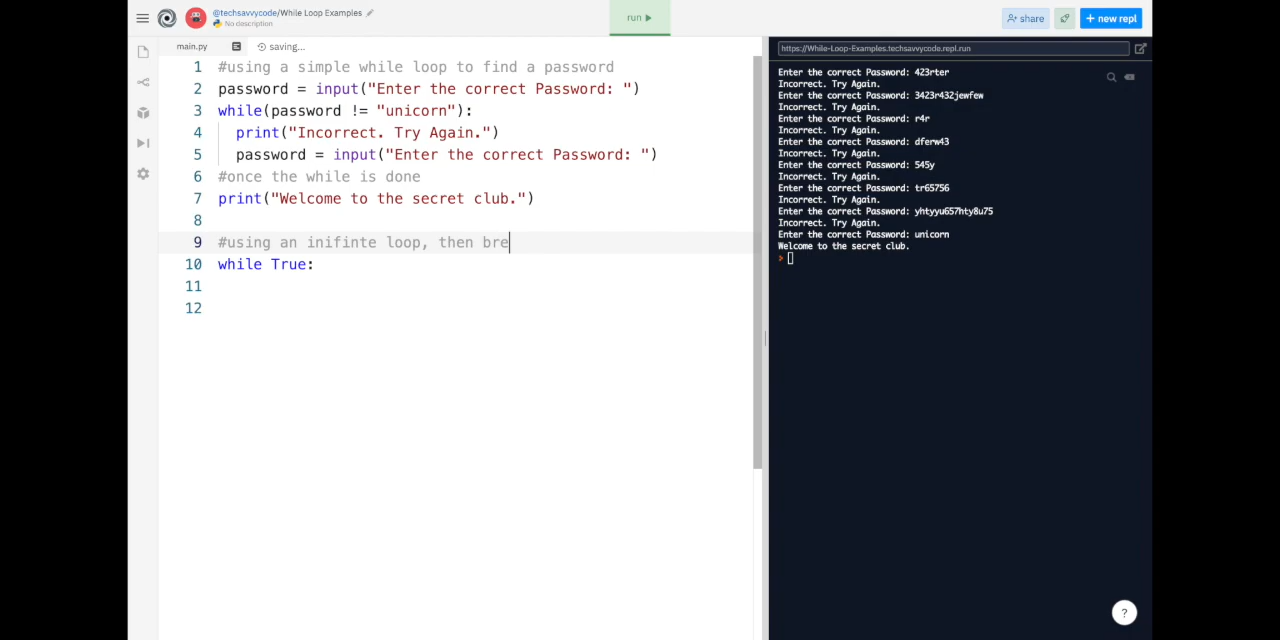 @techsavvycode/While Loop Examples
No description
run
share
+ new repl
main.py
saving...
1 #using a simple while loop to find a password
2 password = input("Enter the correct Password: ")
3 while(password != "unicorn"):
4 print("Incorrect. Try Again.")
5 password = input("Enter the correct Password: ")
6 #once the while is done
7 print("Welcome to the secret club.")
8
9 #using an inifinte loop, then bre
10 while True:
11
12
https://While-Loop-Examples.techsavvycode.repl.run
Enter the correct Password: 423rter
Incorrect. Try Again.
Enter the correct Password: 3423r432jewfew
Incorrect. Try Again.
Enter the correct Password: r4r
Incorrect. Try Again.
Enter the correct Password: dferw43
Incorrect. Try Again.
Enter the correct Password: 545y
Incorrect. Try Again.
Enter the correct Password: tr65756
Incorrect. Try Again.
Enter the correct Password: yhtyyu657hty8u75
Incorrect. Try Again.
Enter the correct Password: unicorn
Welcome to the secret club.
>
?